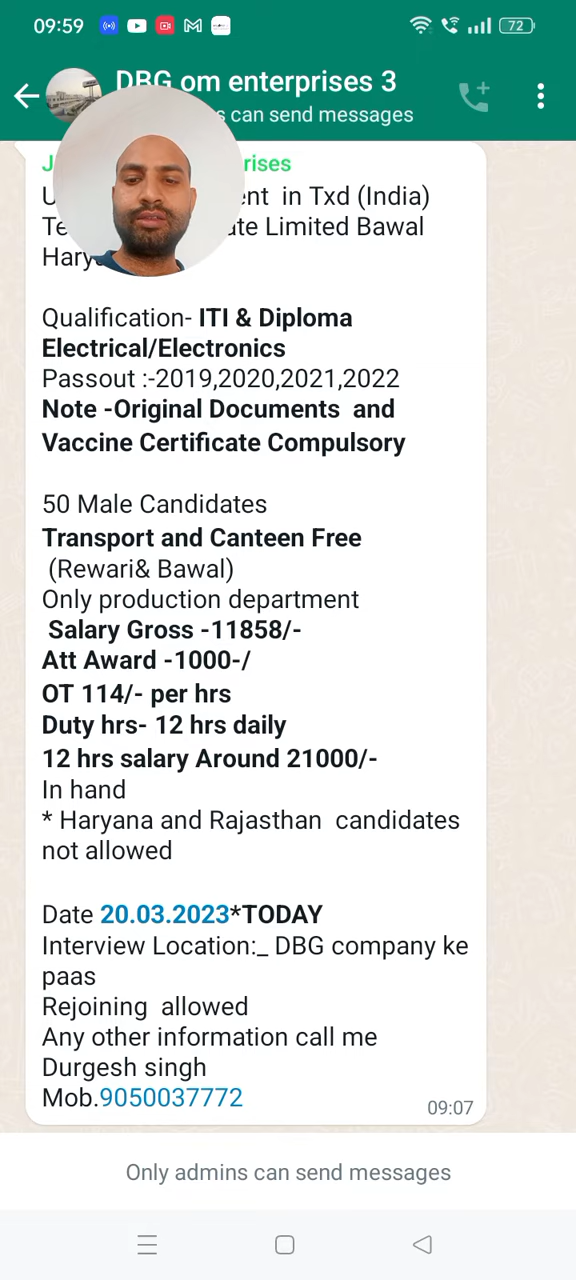 09:59
72
DBG om enterprises 3
s can send messages
J rises
U ent in Txd (India)
Te ate Limited Bawal
Hary
Qualification- ITI & Diploma
Electrical/Electronics
Passout :-2019,2020,2021,2022
Note -Original Documents and
Vaccine Certificate Compulsory
50 Male Candidates
Transport and Canteen Free
(Rewari& Bawal)
Only production department
Salary Gross -11858/-
Att Award -1000-/
OT 114/- per hrs
Duty hrs- 12 hrs daily
12 hrs salary Around 21000/-
In hand
* Haryana and Rajasthan candidates
not allowed
Date 20.03.2023*TODAY
Interview Location:_ DBG company ke
paas
Rejoining allowed
Any other information call me
Durgesh singh
Mob.9050037772
09:07
Only admins can send messages